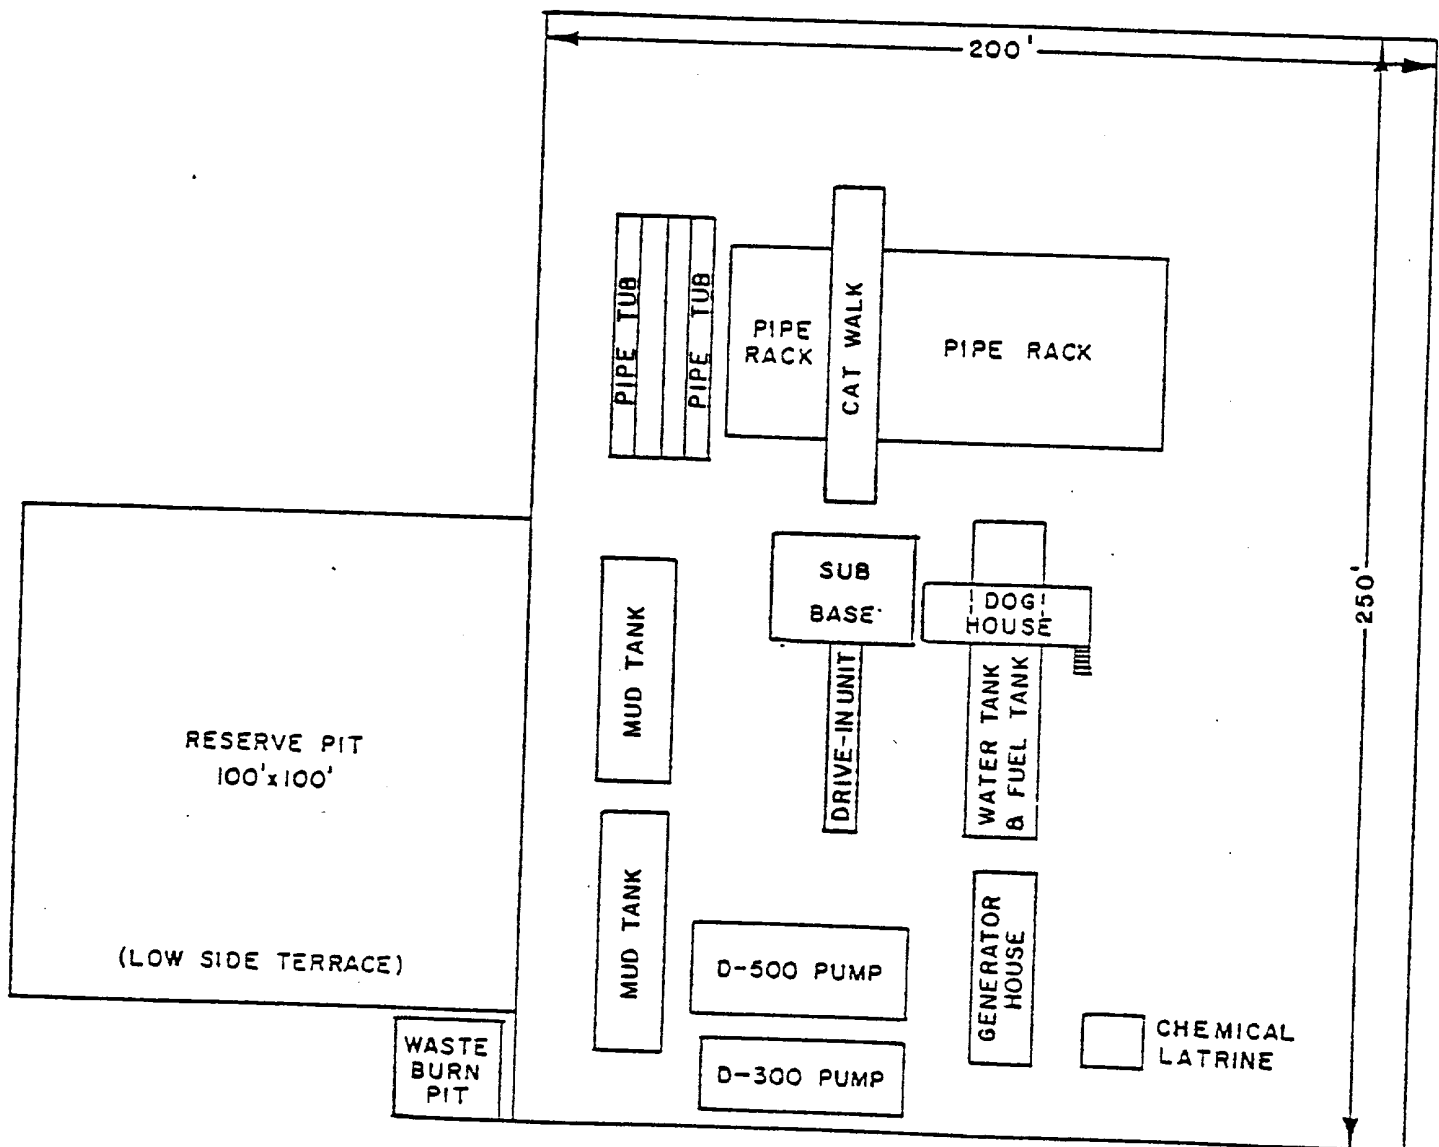 200'
PIPE TUB
PIPE TUB
PIPE
RACK
CAT WALK
PIPE RACK
250'
SUB
BASE
DOG
HOUSE
MUD TANK
DRIVE-IN UNIT
WATER TANK
& FUEL TANK
RESERVE PIT
100'x100'
(LOW SIDE TERRACE)
MUD TANK
D-500 PUMP
GENERATOR
HOUSE
CHEMICAL
LATRINE
WASTE
BURN
PIT
D-300 PUMP